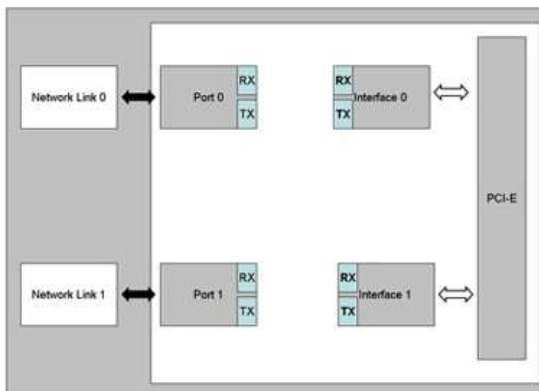 Network Link 0
Port 0
RX
TX
RX
TX
Interface 0
PCI-E
Network Link 1
Port 1
RX
TX
RX
TX
Interface 1